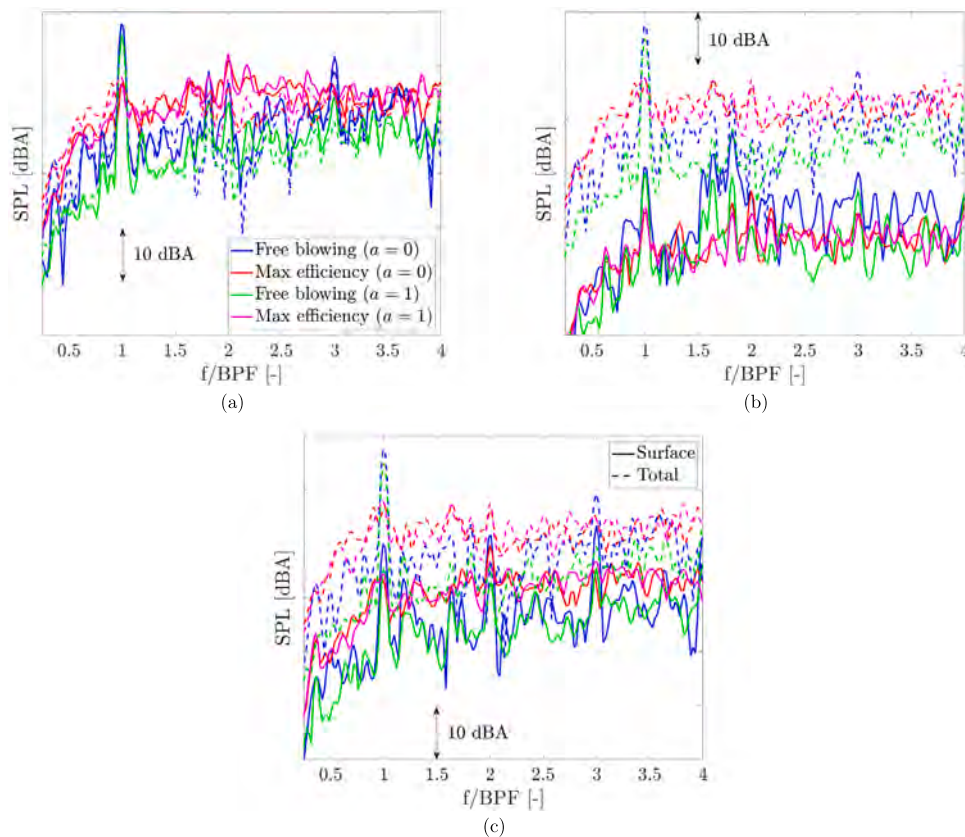 SPL [dBA]
10 dBA
Free blowing (a = 0)
Max efficiency (a = 0)
Free blowing (a = 1)
Max efficiency (a = 1)
0.5 1 1.5 2 2.5 3 3.5 4
f/BPF [-]
(a)
SPL [dBA]
10 dBA
0.5 1 1.5 2 2.5 3 3.5 4
f/BPF [-]
(b)
SPL [dBA]
Surface
Total
10 dBA
0.5 1 1.5 2 2.5 3 3.5 4
f/BPF [-]
(c)